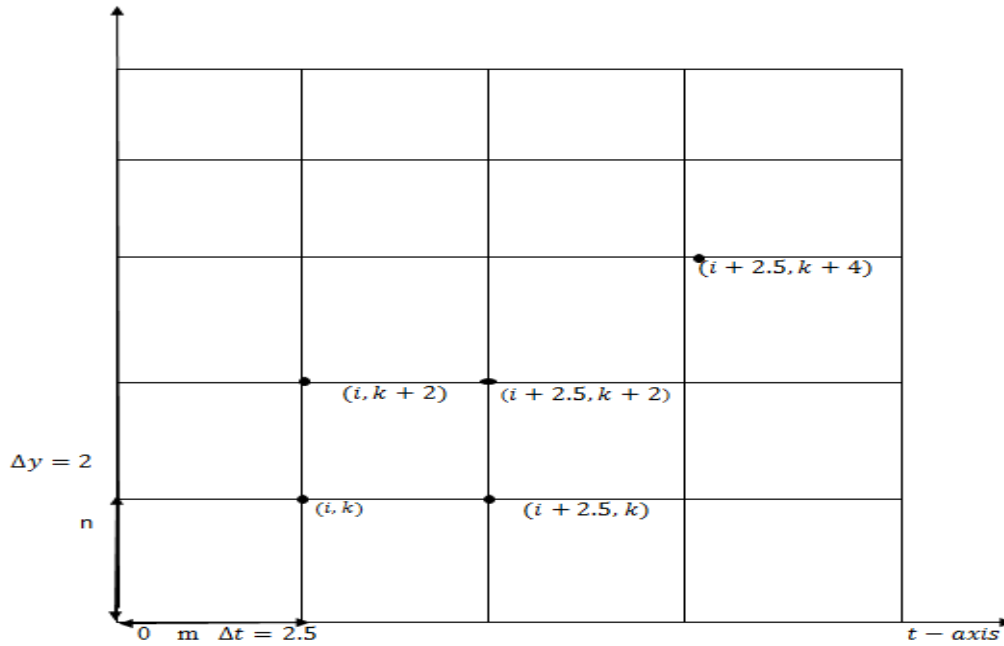 (i + 2.5, k + 4)
(i, k + 2) (i + 2.5, k + 2)
Δy = 2
(i, k) (i + 2.5, k)
n
0 m Δt = 2.5 t − axis